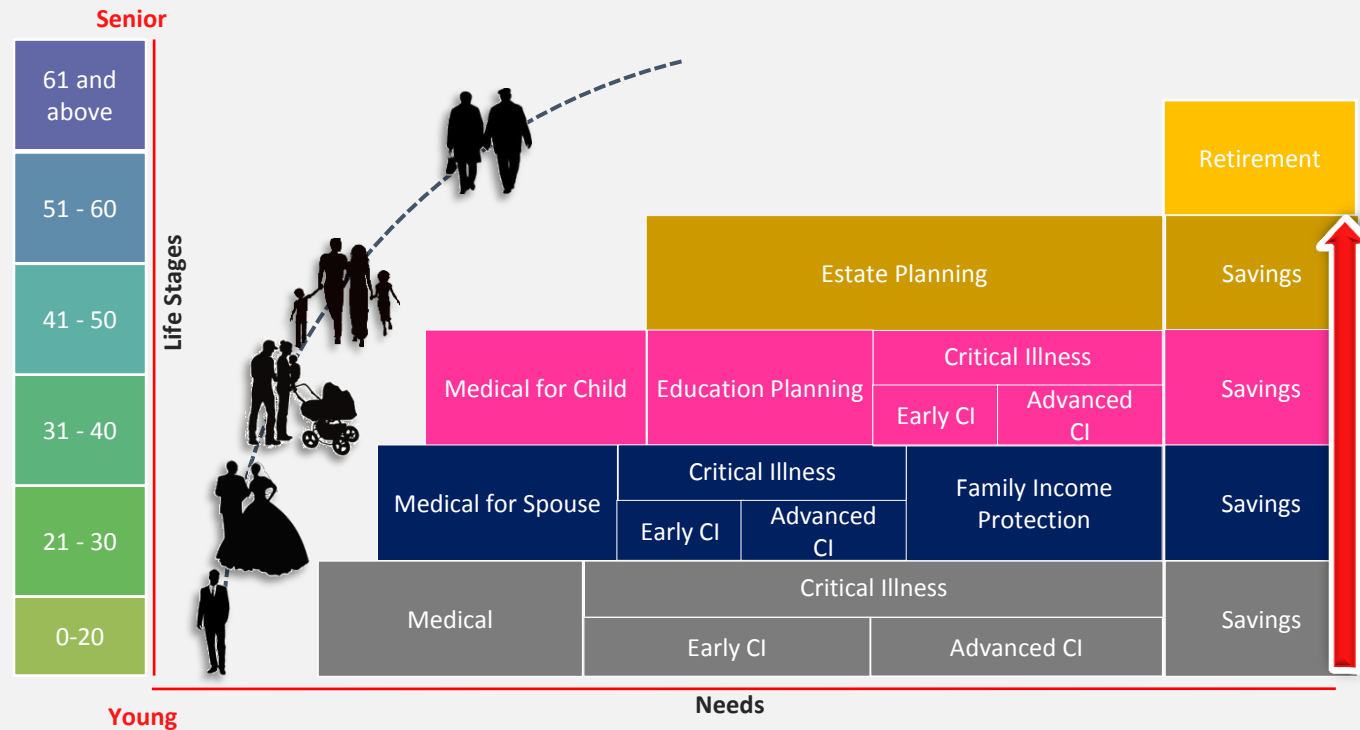 Senior
61 and
above
51 - 60
41 - 50
31 - 40
21 - 30
0-20
Life Stages
Retirement
Estate Planning
Savings
Medical for Child
Education Planning
Critical Illness
Early CI
Advanced
CI
Savings
Medical for Spouse
Critical Illness
Early CI
Advanced
CI
Family Income
Protection
Savings
Medical
Critical Illness
Early CI
Advanced CI
Savings
Needs
Young